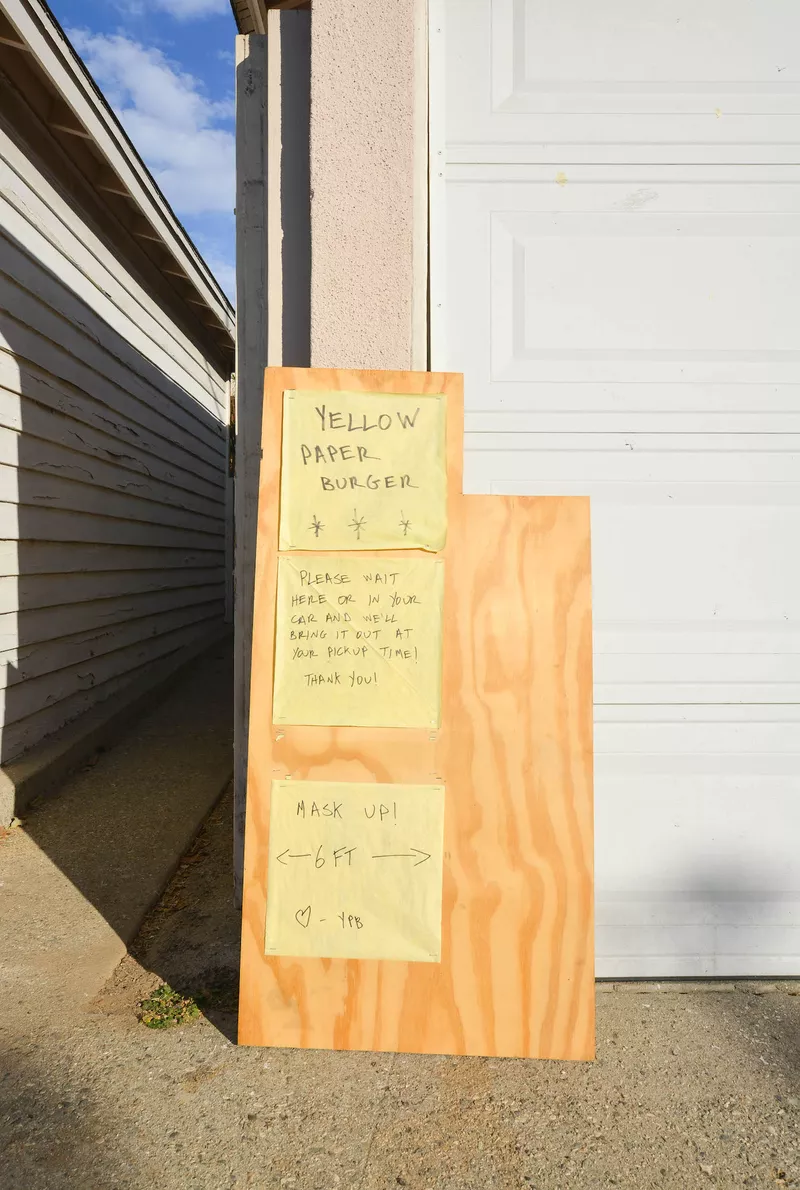 YELLOW
PAPER
BURGER
PLEASE WAIT
HERE OR IN YOUR
CAR AND WE'LL
BRING IT OUT AT
YOUR PICKUP TIME!
THANK YOU!
MASK UP!
<— 6 FT —>
♡ - YPB